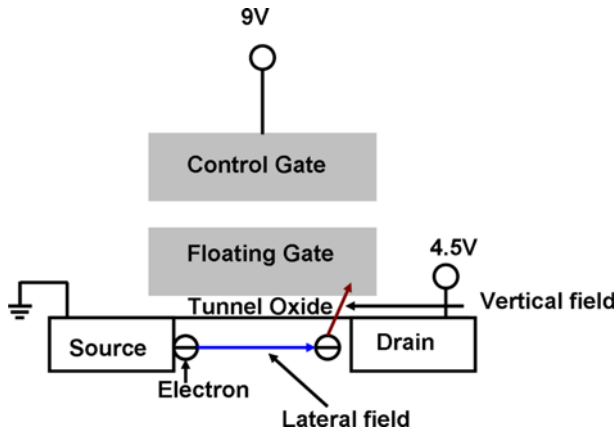 9V
Control Gate
Floating Gate
4.5V
Tunnel Oxide
Vertical field
Source
Drain
Electron
Lateral field